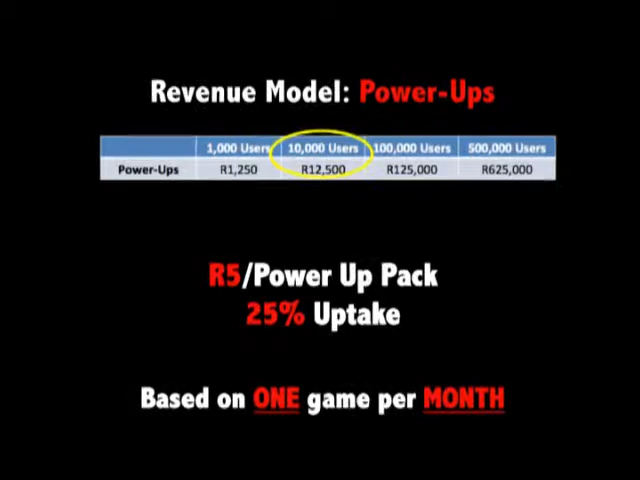 Revenue Model: Power-Ups
1,000 Users 10,000 Users 100,000 Users 500,000 Users
Power-Ups R1,250 R12,500 R125,000 R625,000
R5/Power Up Pack
25% Uptake
Based on ONE game per MONTH